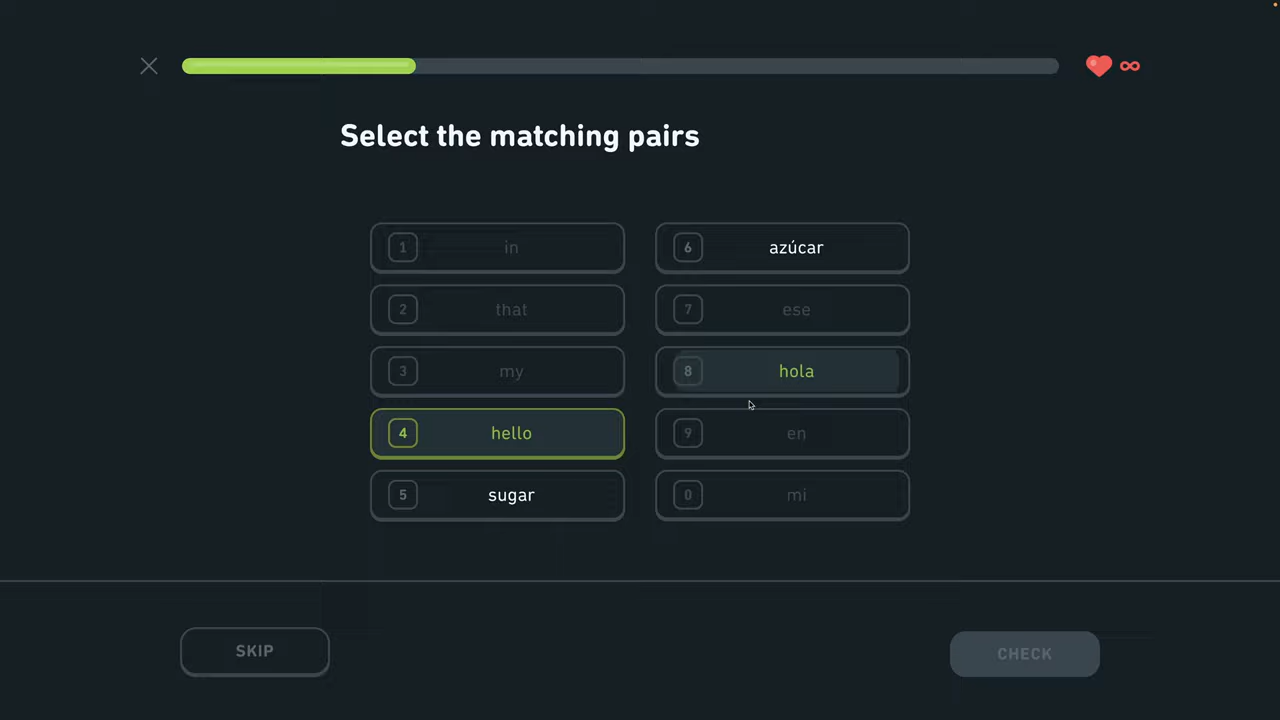 ∞
Select the matching pairs
1 in
6 azúcar
2 that
7 ese
3 my
8 hola
4 hello
9 en
5 sugar
0 mi
SKIP
CHECK